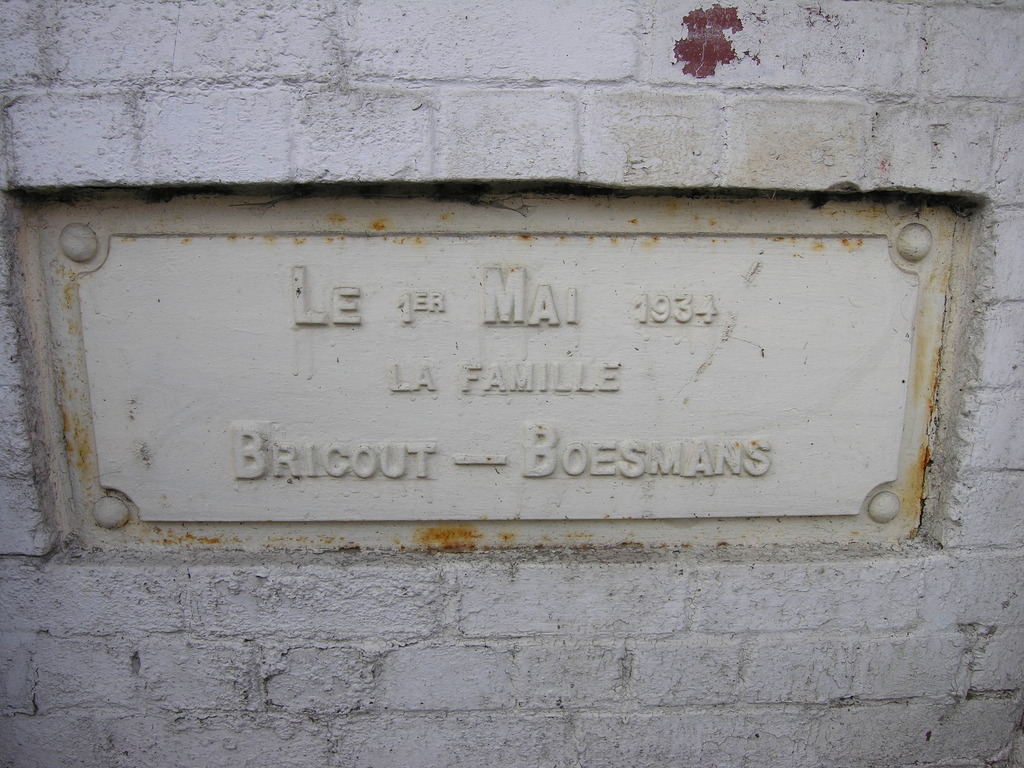 Le 1er Mai 1934
LA FAMILLE
BRICOUT — BOESMANS